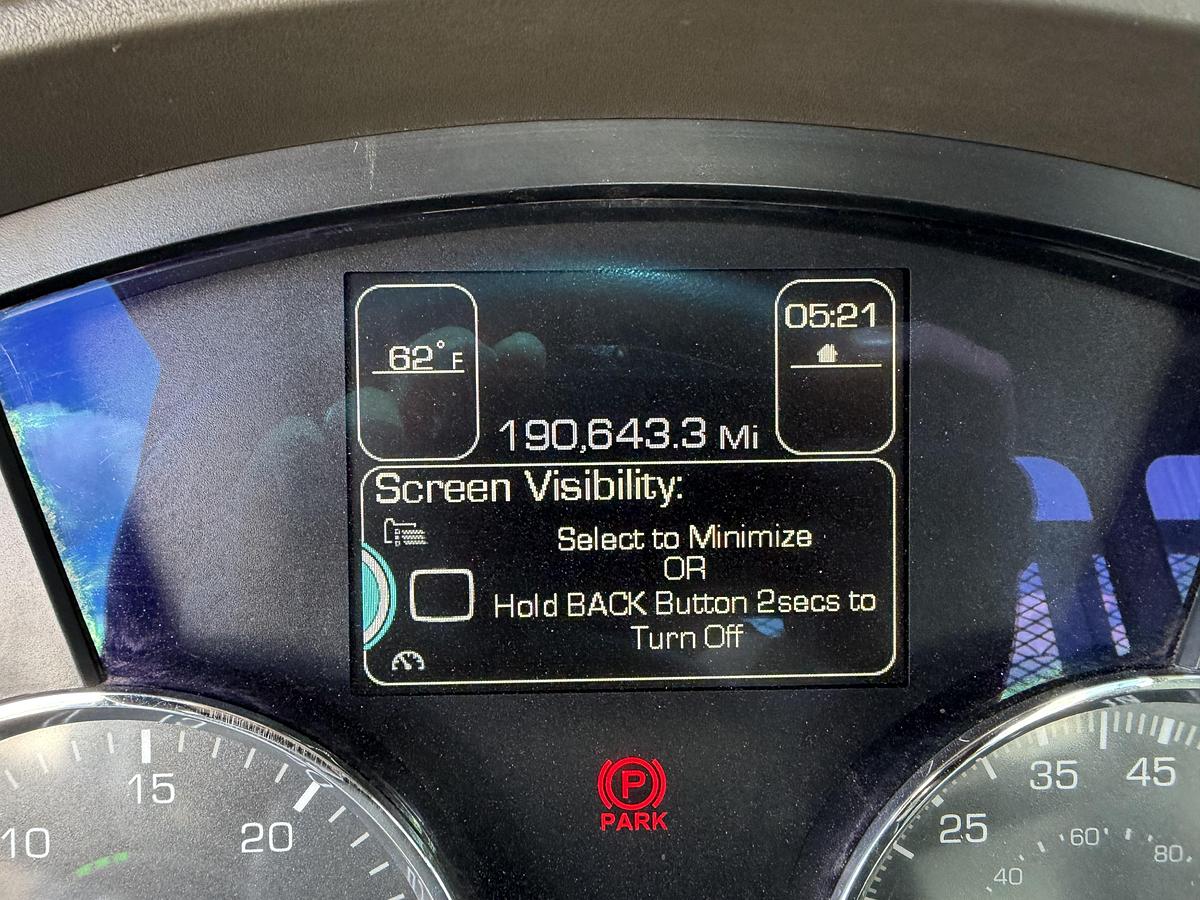 62°F
05:21
190,643.3 Mi
Screen Visibility:
Select to Minimize
OR
Hold BACK Button 2secs to
Turn Off
P
PARK
10
15
20
25
35
45
40
60
80